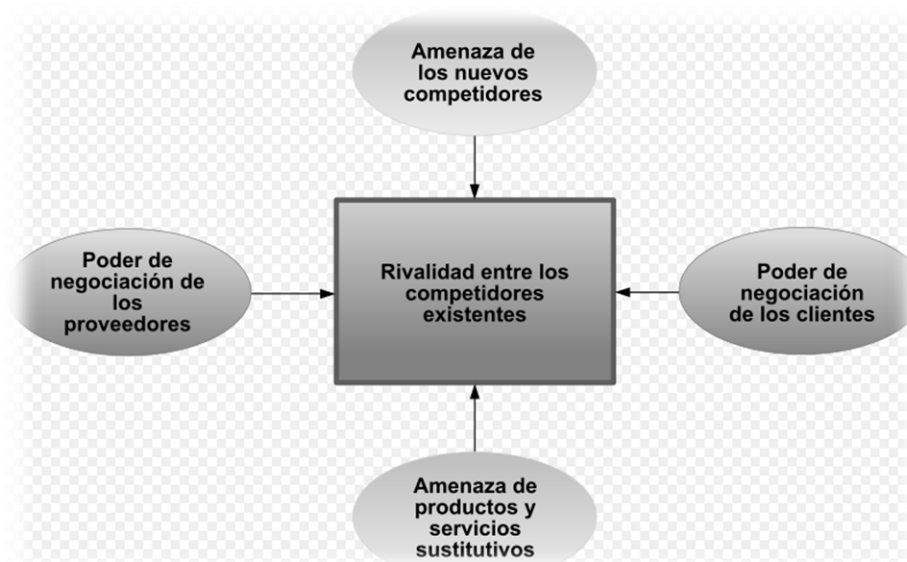 Amenaza de
los nuevos
competidores
Poder de
negociación de
los
proveedores
Rivalidad entre los
competidores
existentes
Poder de
negociación
de los clientes
Amenaza de
productos y
servicios
sustitutivos